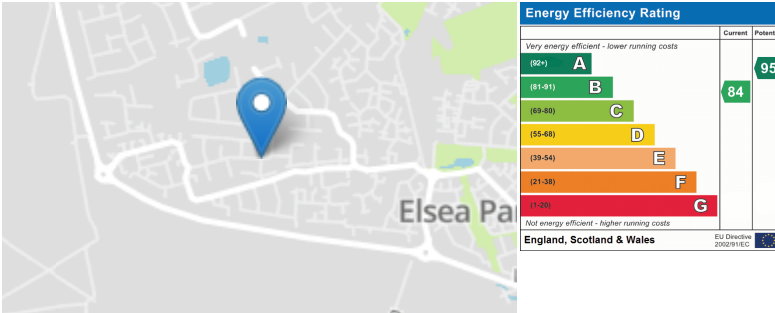 Elsea Pa
Energy Efficiency Rating
Current Poten
Very energy efficient - lower running costs
(92+) A
95
(81-91) B
84
(69-80) C
(55-68) D
(39-54) E
(21-38) F
(1-20) G
Not energy efficient - higher running costs
England, Scotland & Wales
EU Directive
2002/91/EC